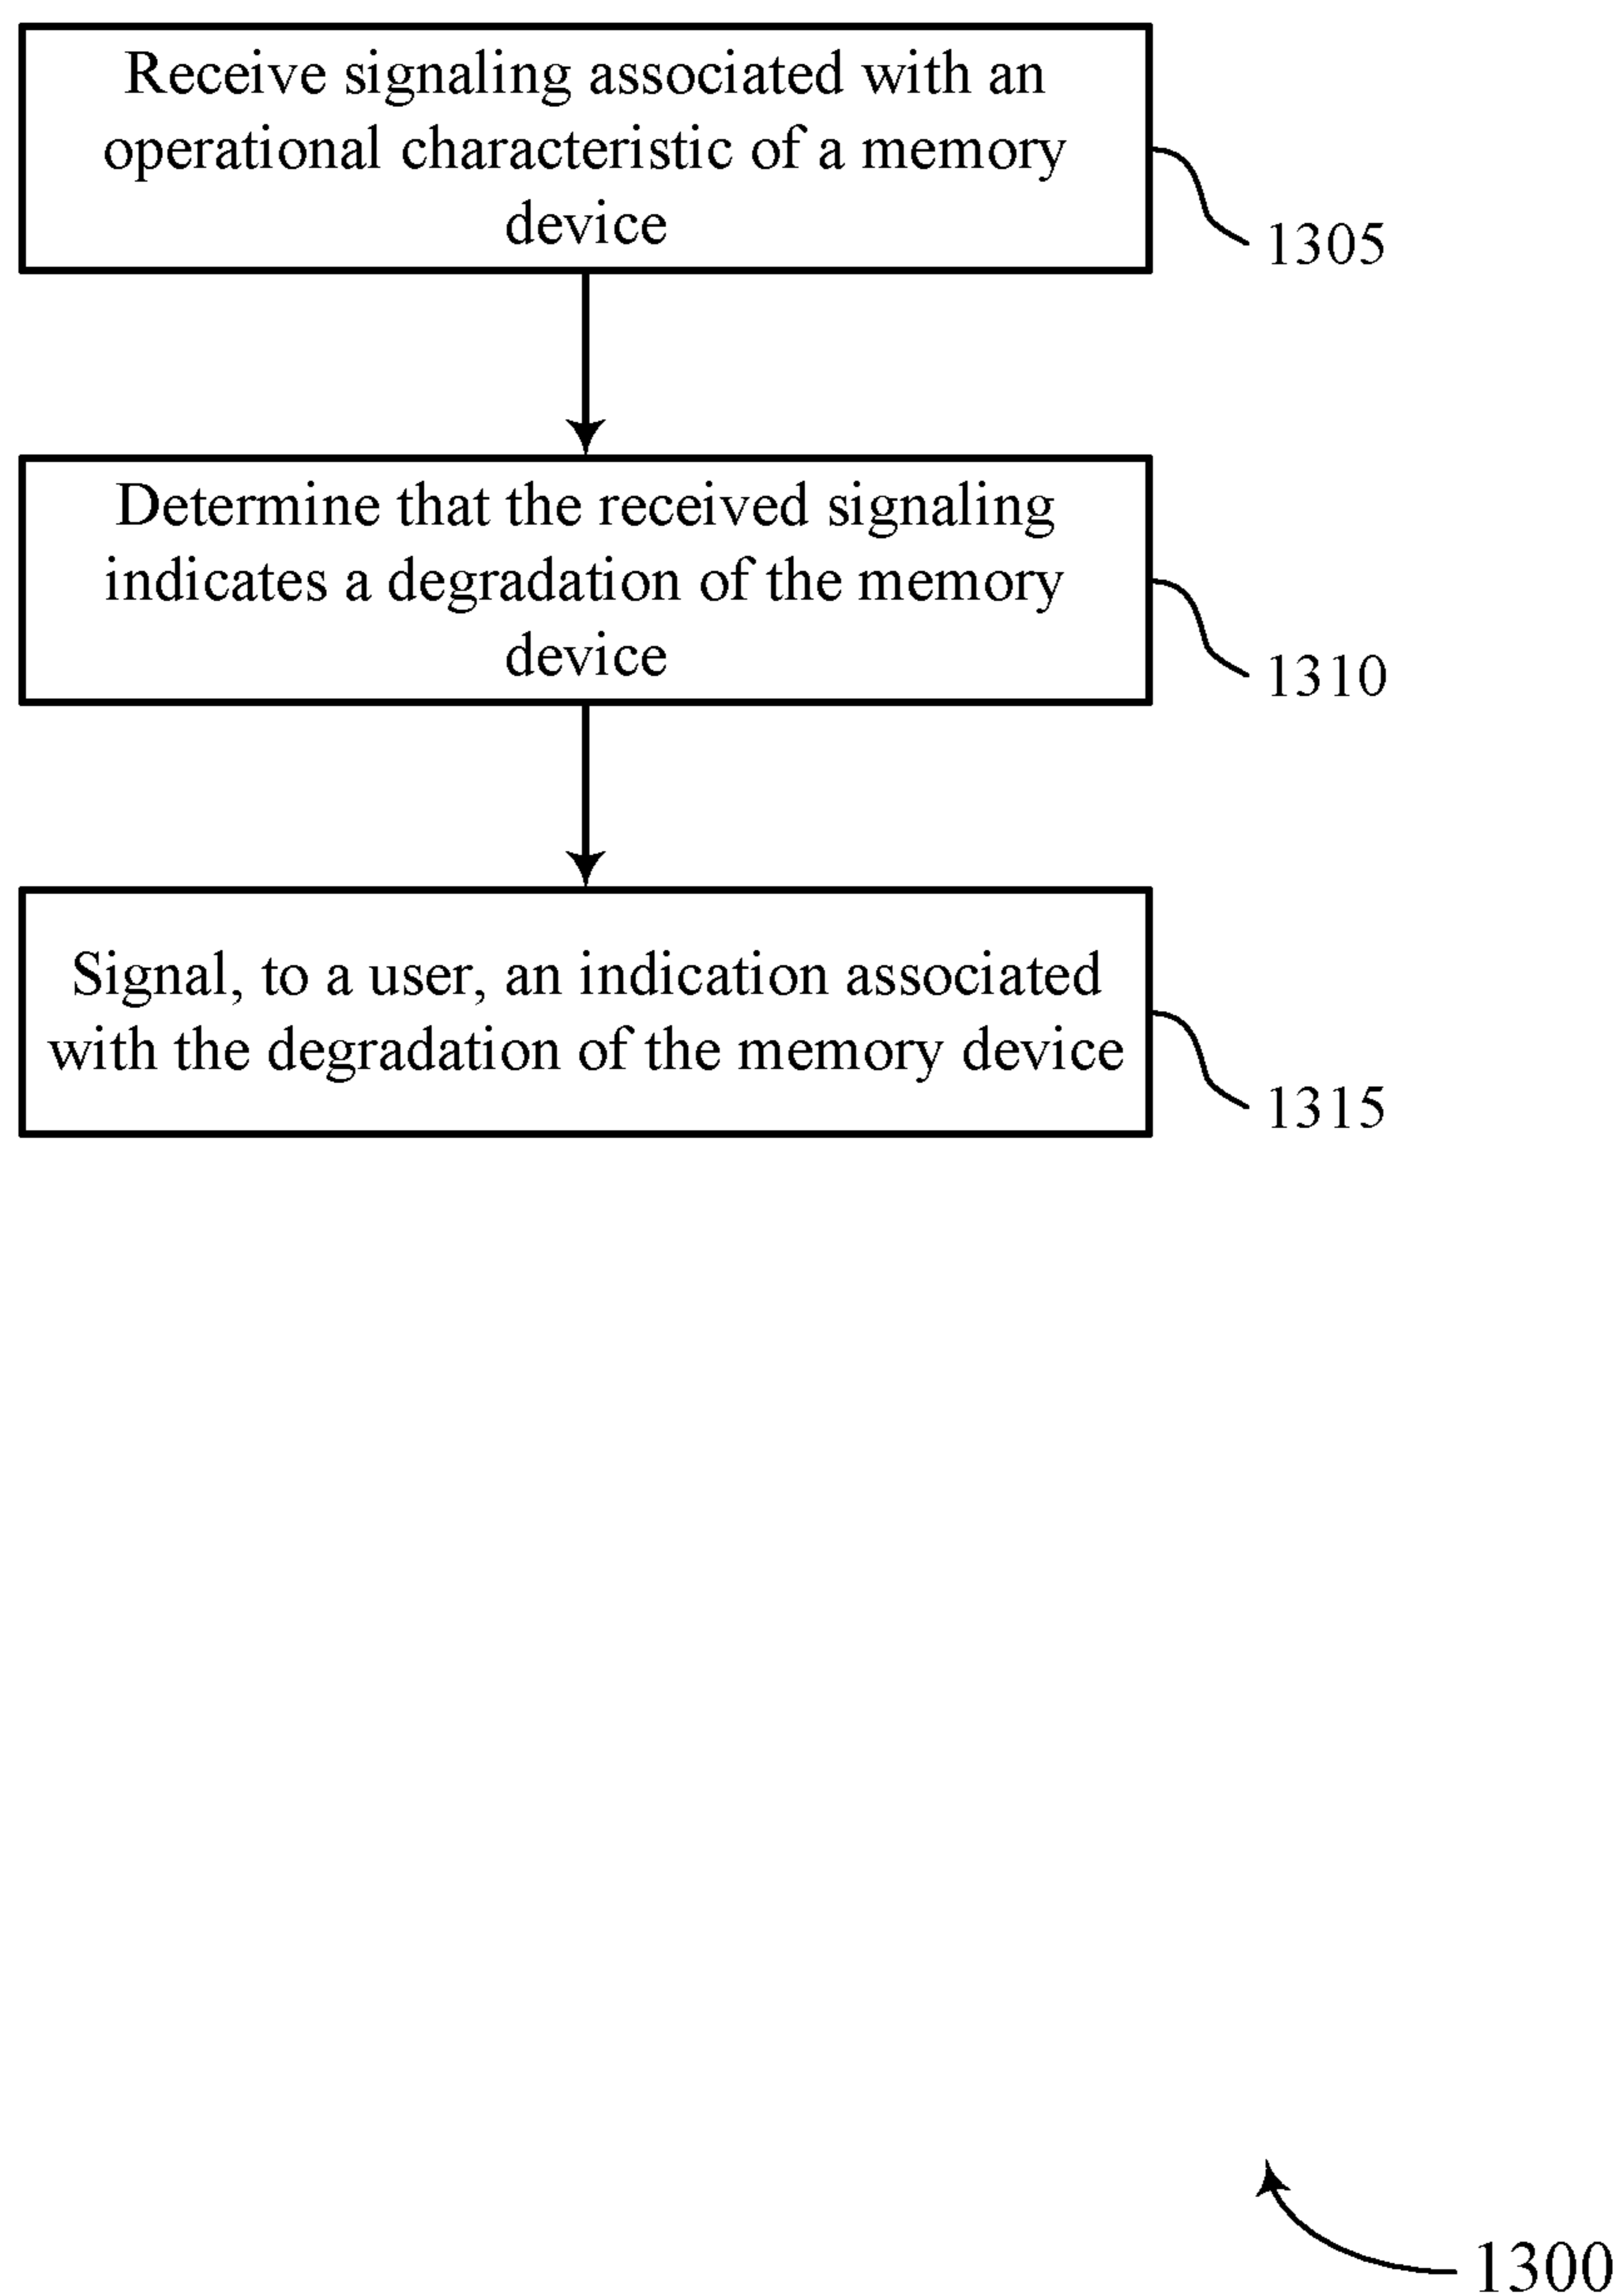 Receive signaling associated with an
operational characteristic of a memory
device
1305
Determine that the received signaling
indicates a degradation of the memory
device
1310
Signal, to a user, an indication associated
with the degradation of the memory device
1315
1300